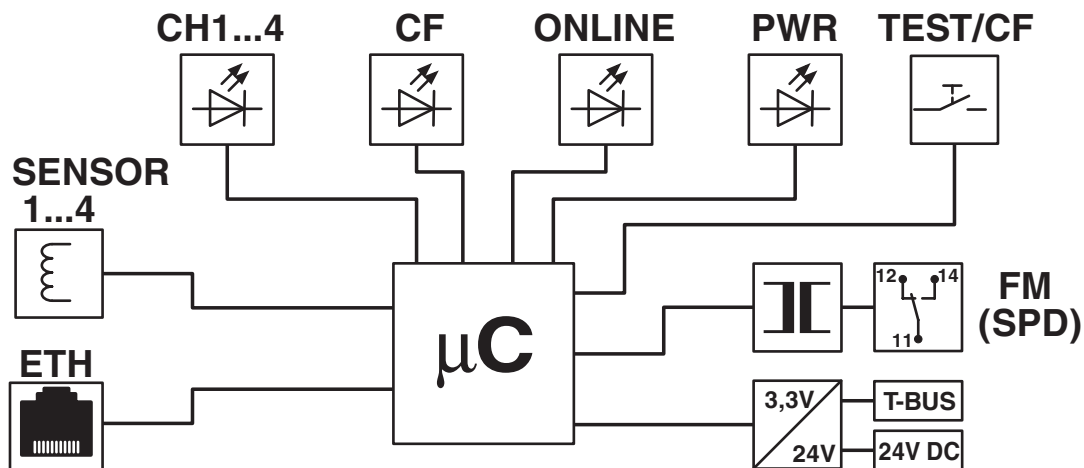 CH1...4 CF ONLINE PWR TEST/CF
SENSOR
1...4
12 14
FM
(SPD)
11
µC
ETH
3,3V
T-BUS
24V
24V DC